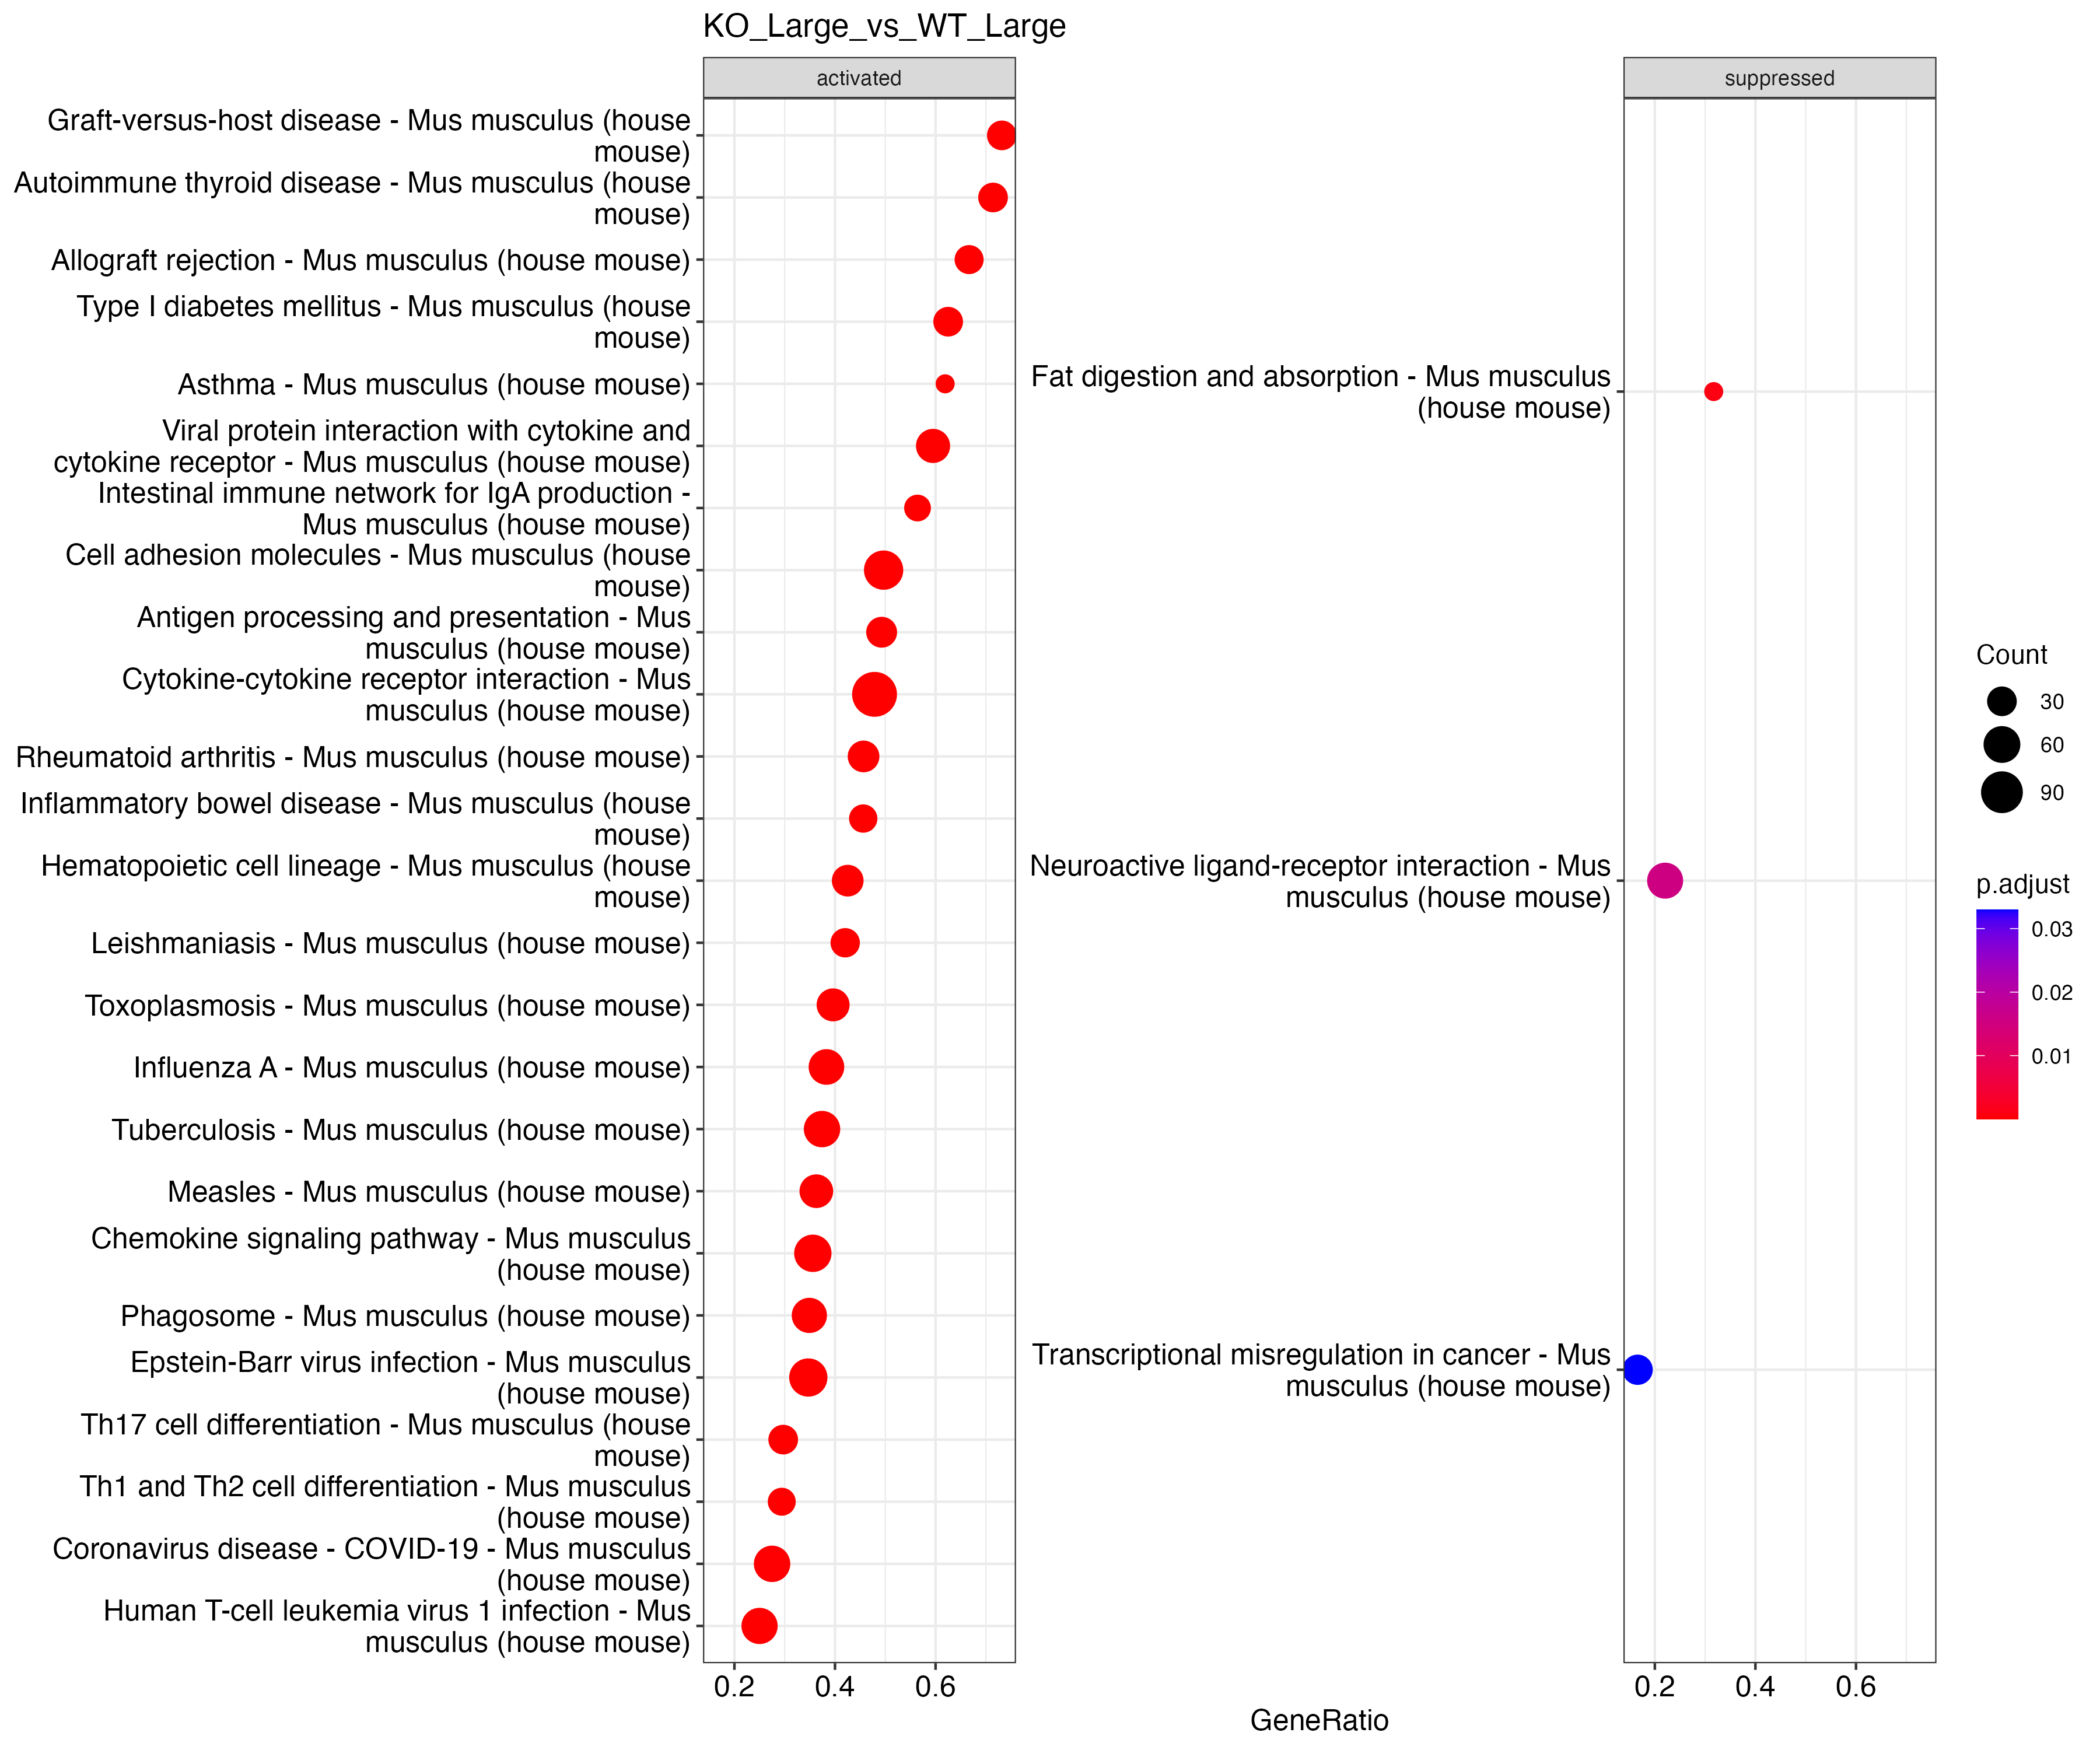 KO_Large_vs_WT_Large
activated
Graft-versus-host disease - Mus musculus (house
mouse)
Autoimmune thyroid disease - Mus musculus (house
mouse)
Allograft rejection - Mus musculus (house mouse)
Type I diabetes mellitus - Mus musculus (house
mouse)
Asthma - Mus musculus (house mouse)
Viral protein interaction with cytokine and
cytokine receptor - Mus musculus (house mouse)
Intestinal immune network for IgA production -
Mus musculus (house mouse)
Cell adhesion molecules - Mus musculus (house
mouse)
Antigen processing and presentation - Mus
musculus (house mouse)
Cytokine-cytokine receptor interaction - Mus
musculus (house mouse)
Rheumatoid arthritis - Mus musculus (house mouse)
Inflammatory bowel disease - Mus musculus (house
mouse)
Hematopoietic cell lineage - Mus musculus (house
mouse)
Leishmaniasis - Mus musculus (house mouse)
Toxoplasmosis - Mus musculus (house mouse)
Influenza A - Mus musculus (house mouse)
Tuberculosis - Mus musculus (house mouse)
Measles - Mus musculus (house mouse)
Chemokine signaling pathway - Mus musculus
(house mouse)
Phagosome - Mus musculus (house mouse)
Epstein-Barr virus infection - Mus musculus
(house mouse)
Th17 cell differentiation - Mus musculus (house
mouse)
Th1 and Th2 cell differentiation - Mus musculus
(house mouse)
Coronavirus disease - COVID-19 - Mus musculus
(house mouse)
Human T-cell leukemia virus 1 infection - Mus
musculus (house mouse)
0.2 0.4 0.6
suppressed
Fat digestion and absorption - Mus musculus
(house mouse)
Neuroactive ligand-receptor interaction - Mus
musculus (house mouse)
Transcriptional misregulation in cancer - Mus
musculus (house mouse)
0.2 0.4 0.6
GeneRatio
Count
30
60
90
p.adjust
0.03
0.02
0.01